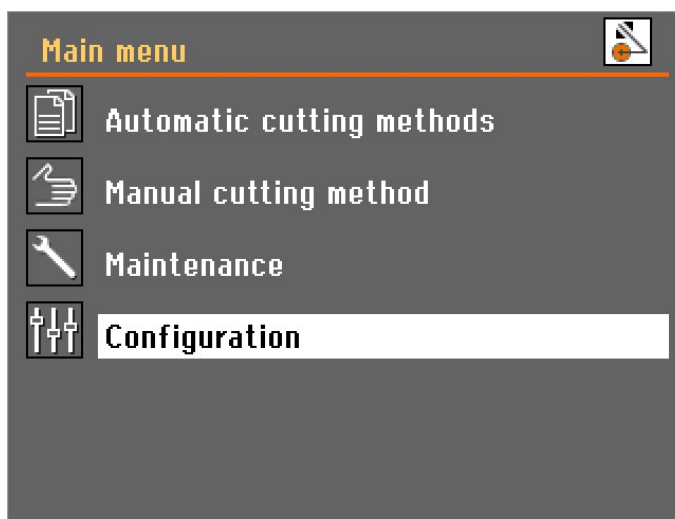 Main menu
Automatic cutting methods
Manual cutting method
Maintenance
Configuration